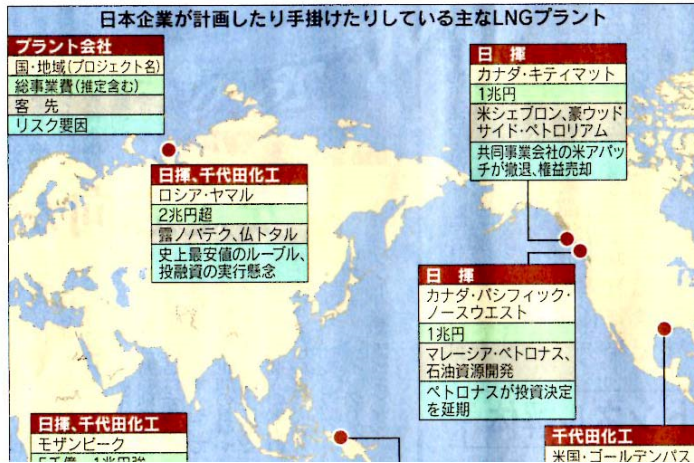 日本企業が計画したり手掛けたりしている主なLNGプラント
プラント会社
国・地域(プロジェクト名)
総事業費(推定含む)
客 先
リスク要因
日 揮
カナダ・キティマット
1兆円
米シェブロン、豪ウッド
サイド・ペトロリアム
共同事業会社の米アパッ
チが撤退、権益売却
日揮、千代田化工
ロシア・ヤマル
2兆円超
露ノバテク、仏トタル
史上最安値のルーブル、
投融資の実行懸念
日 揮
カナダ・パシフィック・
ノースウエスト
1兆円
マレーシア・ペトロナス、
石油資源開発
ペトロナスが投資決定
を延期
日揮、千代田化工
モザンビーク
5千億〜1兆円強
千代田化工
米国・ゴールデンパス